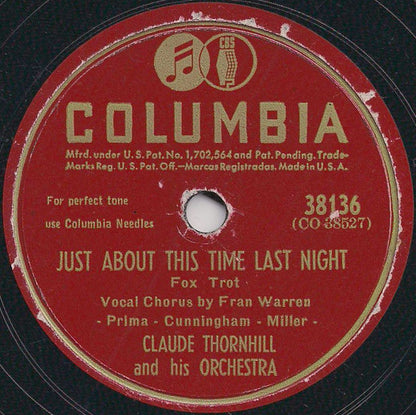 CBS
COLUMBIA
Mfrd. under U.S. Pat. No. 1,702,564 and Pat. Pending. Trade-
Marks Reg. U.S. Pat. Off.—Marcas Registradas. Made in U.S.A.
For perfect tone
use Columbia Needles
38136
(CO 38527)
JUST ABOUT THIS TIME LAST NIGHT
Fox Trot
Vocal Chorus by Fran Warren
- Prima - Cunningham - Miller -
CLAUDE THORNHILL
and his ORCHESTRA